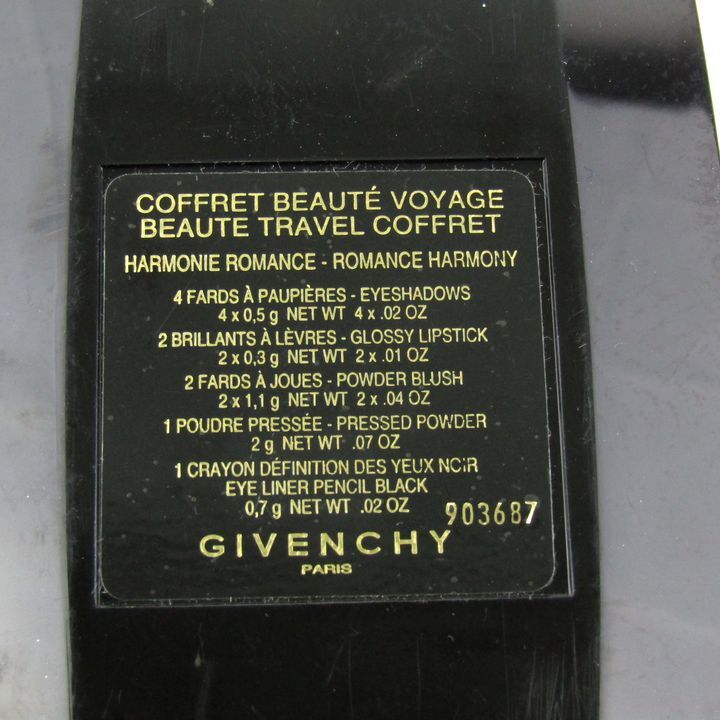 COFFRET BEAUTÉ VOYAGE
BEAUTE TRAVEL COFFRET
HARMONIE ROMANCE - ROMANCE HARMONY
4 FARDS À PAUPIÈRES - EYESHADOWS
4 x 0,5 g NET WT 4 x .02 OZ
2 BRILLANTS À LÈVRES - GLOSSY LIPSTICK
2 x 0,3 g NET WT 2 x .01 OZ
2 FARDS À JOUES - POWDER BLUSH
2 x 1,1 g NET WT 2 x .04 OZ
1 POUDRE PRESSÉE - PRESSED POWDER
2 g NET WT .07 OZ
1 CRAYON DÉFINITION DES YEUX NOIR
EYE LINER PENCIL BLACK
0,7 g NET WT .02 OZ
903687
GIVENCHY
PARIS